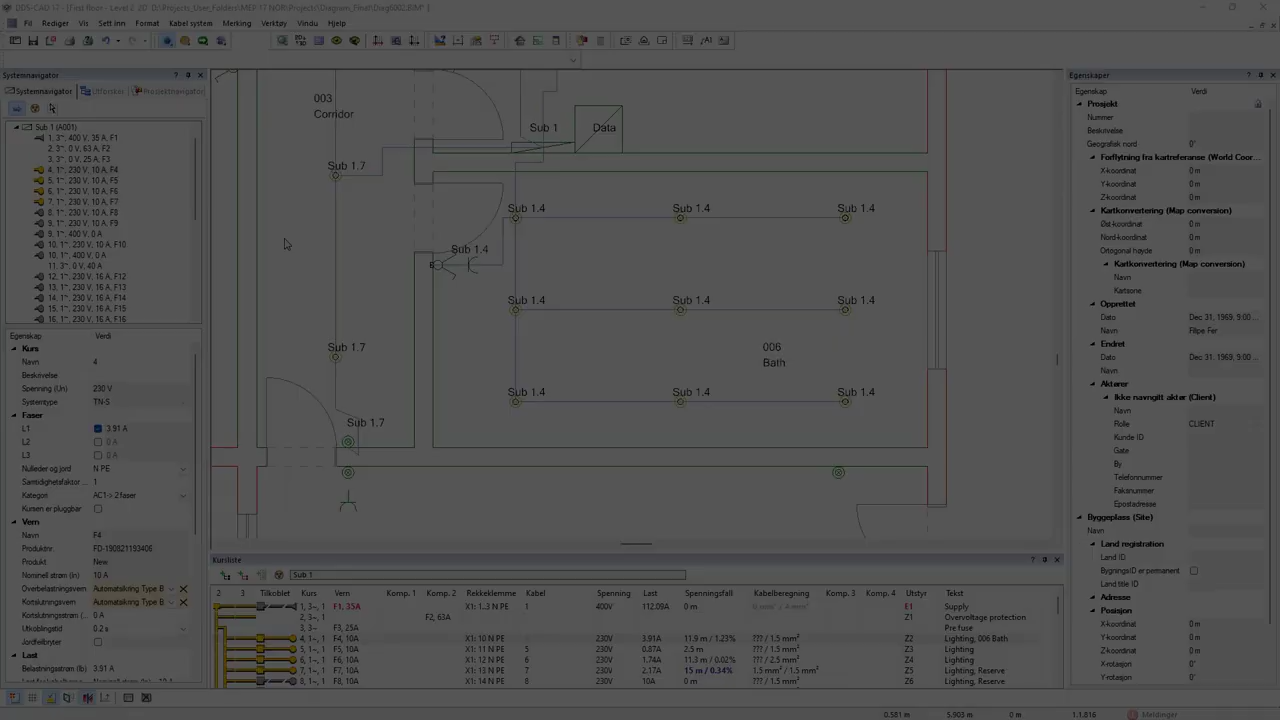 DDS-CAD 17 - [First floor - Level 2 2D D:\Projects_User_Folders\MEP 17 NOR\Projects\Diagram_Final\Diag6002.BIM*]
Fil Rediger Vis Sett inn Format Kabel system Merking Verktøy Vindu Hjelp
Systemnavigator
Systemnavigator Utforsker Prosjektnavigator
Sub 1 (A001)
1, 3~, 400 V, 35 A, F1
2, 3~, 0 V, 63 A, F2
3, 3~, 0 V, 25 A, F3
4, 1~, 230 V, 10 A, F4
5, 1~, 230 V, 10 A, F5
6, 1~, 230 V, 10 A, F6
7, 1~, 230 V, 10 A, F7
8, 1~, 230 V, 10 A, F8
9, 1~, 230 V, 10 A, F9
9, 1~, 400 V, 0 A
10, 1~, 230 V, 10 A, F10
10, 1~, 400 V, 0 A
11, 3~, 0 V, 40 A
12, 1~, 230 V, 16 A, F12
13, 1~, 230 V, 16 A, F13
14, 1~, 230 V, 16 A, F14
15, 1~, 230 V, 16 A, F15
16, 1~, 230 V, 16 A, F16
Egenskap Verdi
Kurs
Navn 4
Beskrivelse
Spenning (Un) 230 V
Systemtype TN-S
Faser
L1 3.91 A
L2 0 A
L3 0 A
Nulleder og jord N PE
Samtidighetsfaktor ... 1
Kategori AC1-> 2 faser
Kursen er pluggbar
Vern
Navn F4
Produktnr. FD-190821193406
Produkt New
Nominell strøm (In) 10 A
Overbelastningsvern Automatsikring Type B
Kortslutningsvern Automatsikring Type B
Kortslutningsstrøm (... 0 A
Utkoblingstid 0.2 s
Jordfeilbryter
Last
Belastningsstrøm (Ib) 3.91 A
003
Corridor
Sub 1
Data
Sub 1.7
Sub 1.4 Sub 1.4 Sub 1.4
Sub 1.4
Sub 1.4 Sub 1.4 Sub 1.4
Sub 1.7
006
Bath
Sub 1.4 Sub 1.4 Sub 1.4
Sub 1.7
Kursliste
Sub 1
2 3 Tilkoblet Kurs Komp. 1 Komp. 2 Rekkeklemme Kabel Spenning Last Spenningsfall Kabelberegning Komp. 3 Komp. 4 Utstyr Tekst
1, 3~, 1 F1, 35A X1: 1.3 N PE 1 400V 112.09A 0 m E1 Supply
2, 3~, 1 F2, 63A Z1 Overvoltage protection
3, 3~ F3, 25A Pre fuse
4, 1~, 1 F4, 10A X1: 10 N PE 230V 3.91A 11.9 m / 1.23% ??? / 1.5 mm² Z2 Lighting, 006 Bath
5, 1~, 1 F5, 10A X1: 11 N PE 5 230V 0.87A 2.5 m ??? / 1.5 mm² Z3 Lighting
6, 1~, 1 F6, 10A X1: 12 N PE 6 230V 1.74A 11.3 m / 0.02% ??? / 1.5 mm² Z4 Lighting
7, 1~, 1 F7, 10A X1: 13 N PE 7 230V 2.17A 15 m / 0.34% 1.5 mm² / 1.5 mm² Z5 Lighting, Reserve
8, 1~, 1 F8, 10A X1: 14 N PE 8 230V 10A ??? / 1.5 mm² Z6 Lighting, Reserve
Egenskaper
Egenskap Verdi
Prosjekt
Nummer
Beskrivelse
Geografisk nord 0°
Forflytning fra kartreferanse (World Coor...
X-koordinat 0 m
Y-koordinat 0 m
Z-koordinat 0 m
Kartkonvertering (Map conversion)
Øst-koordinat 0 m
Nord-koordinat 0 m
Ortogonal høyde 0 m
Kartkonvertering (Map conversion)
Navn
Kartsone
Opprettet
Dato Dec 31, 1969, 9:00 ...
Navn Filipe Fer
Endret
Dato Dec 31, 1969, 9:00 ...
Navn
Aktører
Ikke navngitt aktør (Client)
Navn
Rolle CLIENT
Kunde ID
Gate
By
Telefonnummer
Faksnummer
Epostadresse
Byggeplass (Site)
Navn
Land registration
Land ID
BygningsID er permanent
Land title ID
Adresse
Posisjon
X-koordinat 0 m
Y-koordinat 0 m
Z-koordinat 0 m
X-rotasjon 0°
Y-rotasjon 0°
0.581 m 5.903 m 0 m 1.1.816 Meldinger